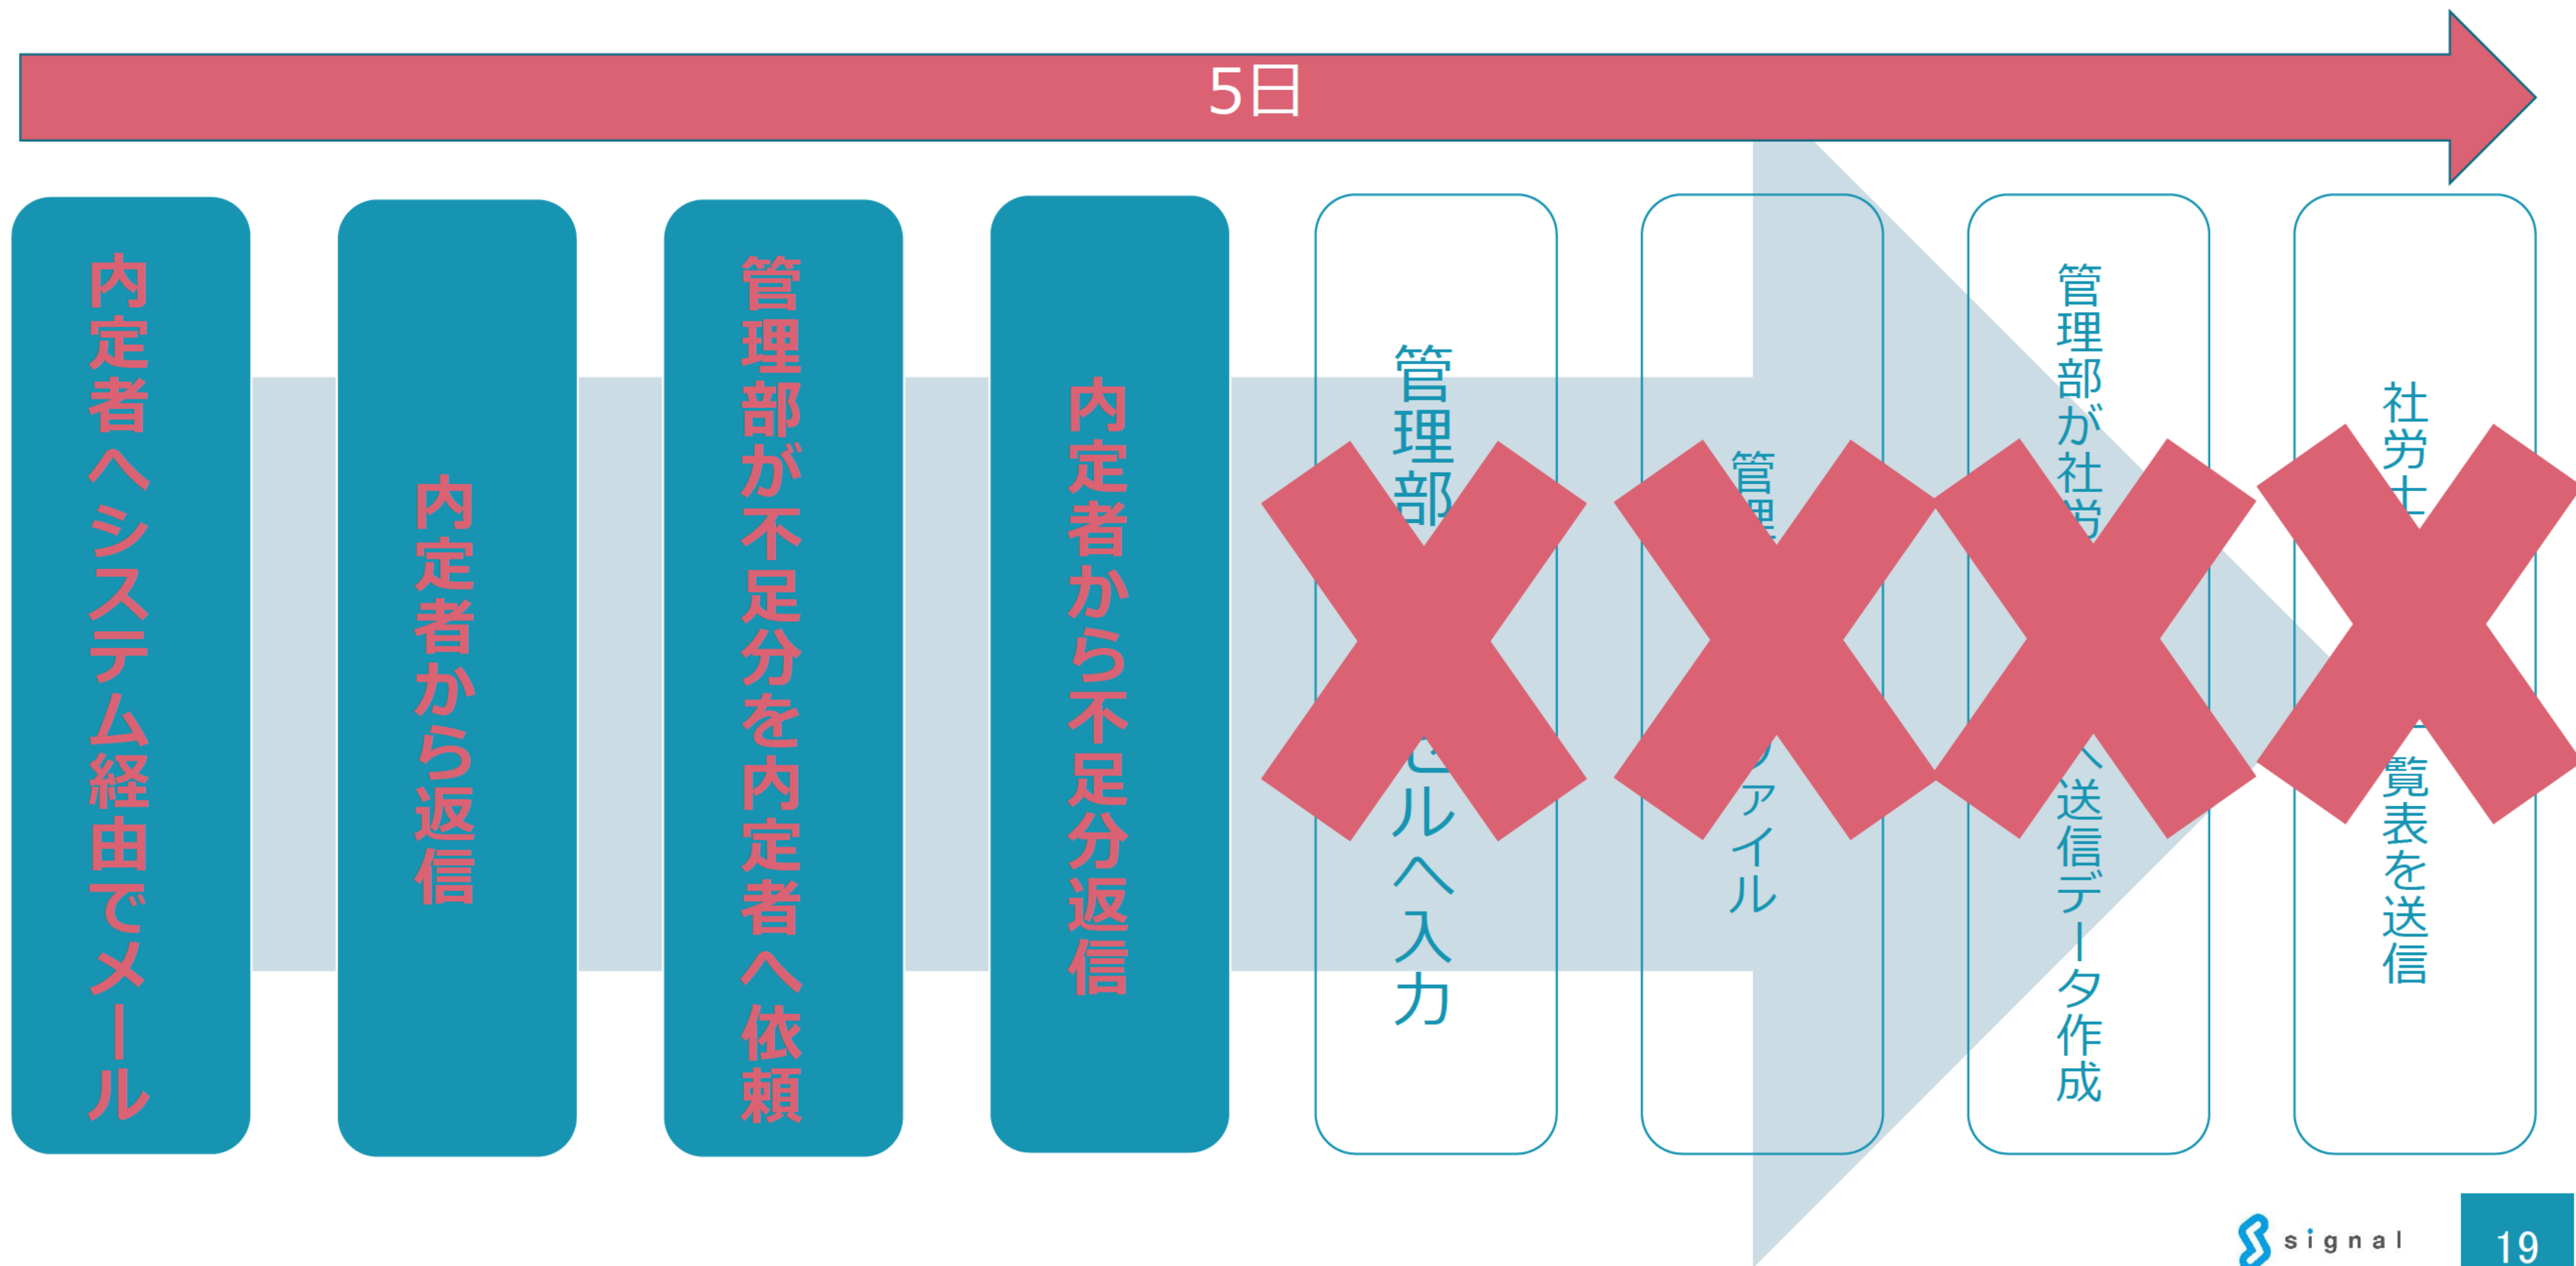 5日
内定者へシステム経由でメール
内定者から返信
管理部が不足分を内定者へ依頼
内定者から不足分返信
管理部
ルへ入力
管理
ァイル
管理部が社労
へ送信データ作成
社労士
覧表を送信
signal
19